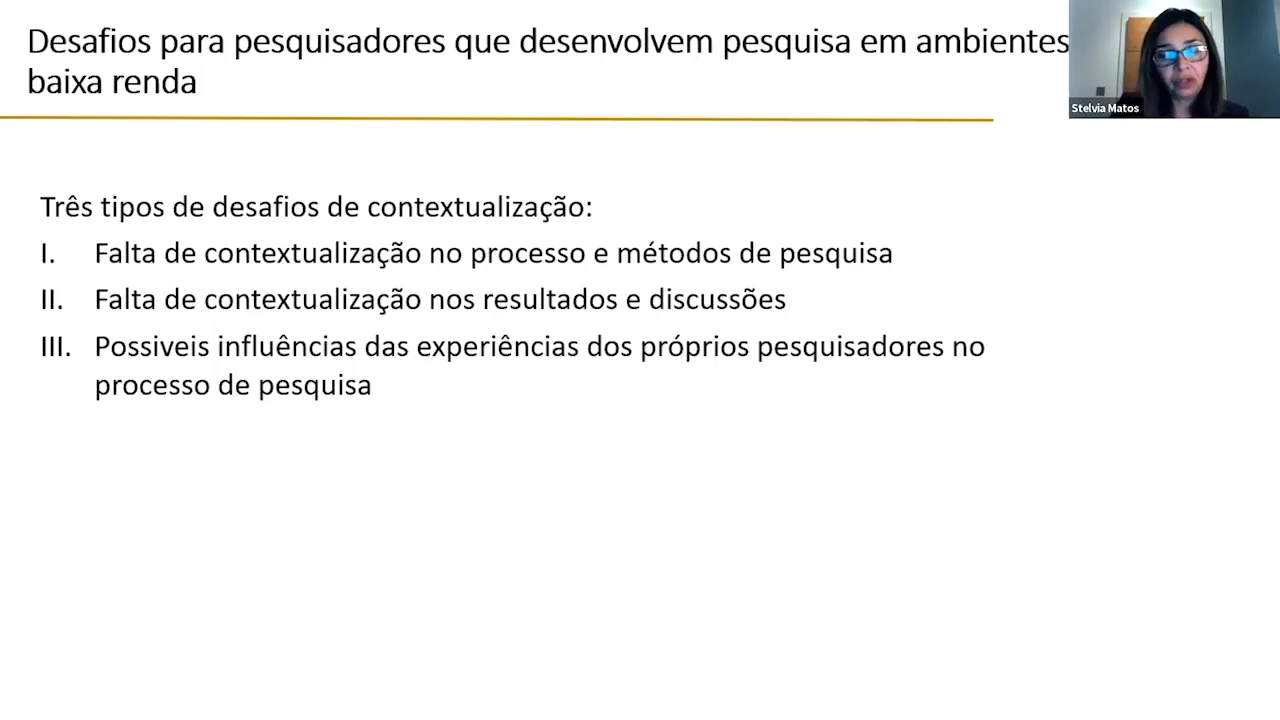 Desafios para pesquisadores que desenvolvem pesquisa em ambientes
baixa renda
Stelvia Matos
Três tipos de desafios de contextualização:
I. Falta de contextualização no processo e métodos de pesquisa
II. Falta de contextualização nos resultados e discussões
III. Possiveis influências das experiências dos próprios pesquisadores no
processo de pesquisa